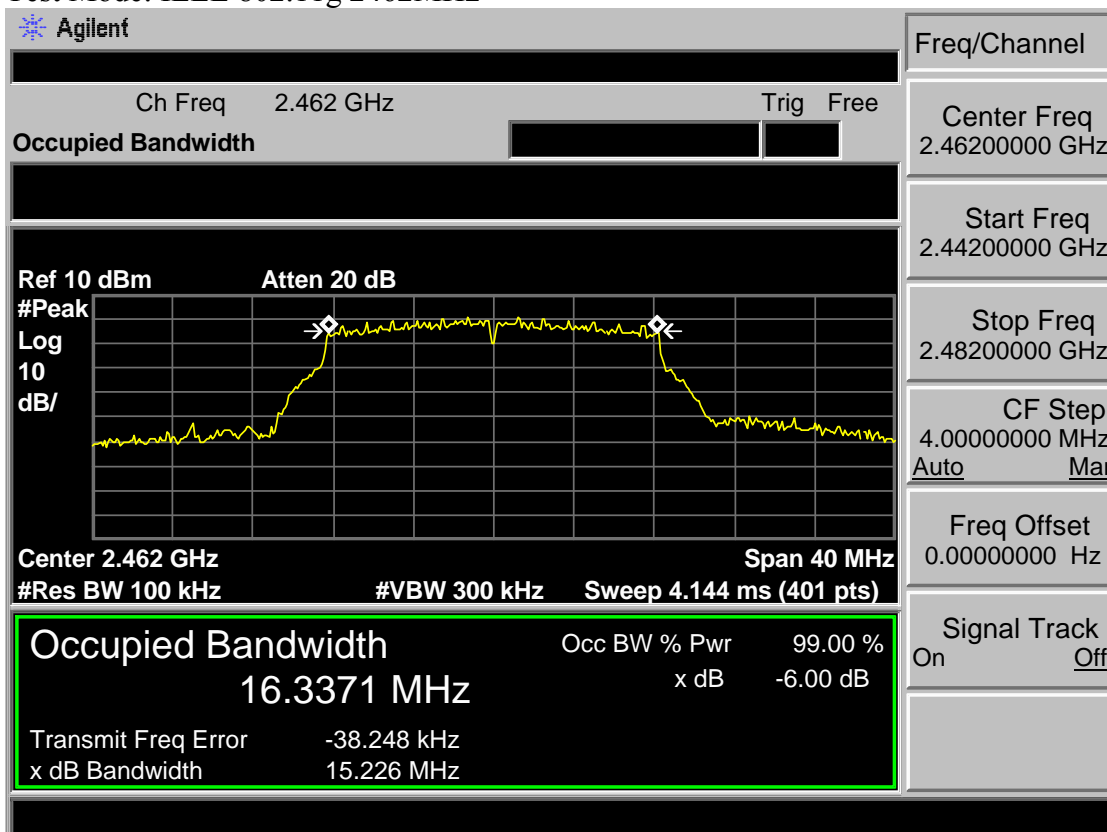 Agilent
Freq/Channel
Ch Freq 2.462 GHz Trig Free
Occupied Bandwidth
Center Freq
2.46200000 GHz
Start Freq
2.44200000 GHz
Ref 10 dBm Atten 20 dB
#Peak
Log
10
dB/
Stop Freq
2.48200000 GHz
CF Step
4.00000000 MHz
Auto Man
Center 2.462 GHz Span 40 MHz
#Res BW 100 kHz #VBW 300 kHz Sweep 4.144 ms (401 pts)
Freq Offset
0.00000000 Hz
Occupied Bandwidth Occ BW % Pwr 99.00 %
16.3371 MHz x dB -6.00 dB
Transmit Freq Error -38.248 kHz
x dB Bandwidth 15.226 MHz
Signal Track
On Off